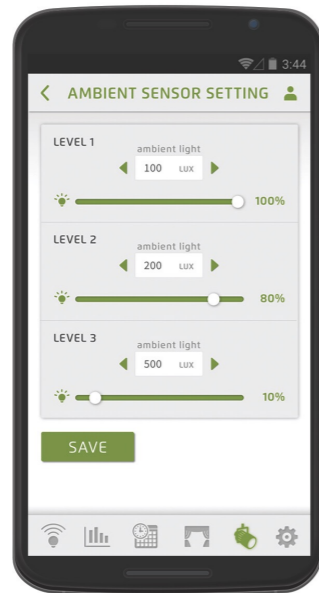 3:44
AMBIENT SENSOR SETTING
LEVEL 1
ambient light
100 LUX
100%
LEVEL 2
ambient light
200 LUX
80%
LEVEL 3
ambient light
500 LUX
10%
SAVE